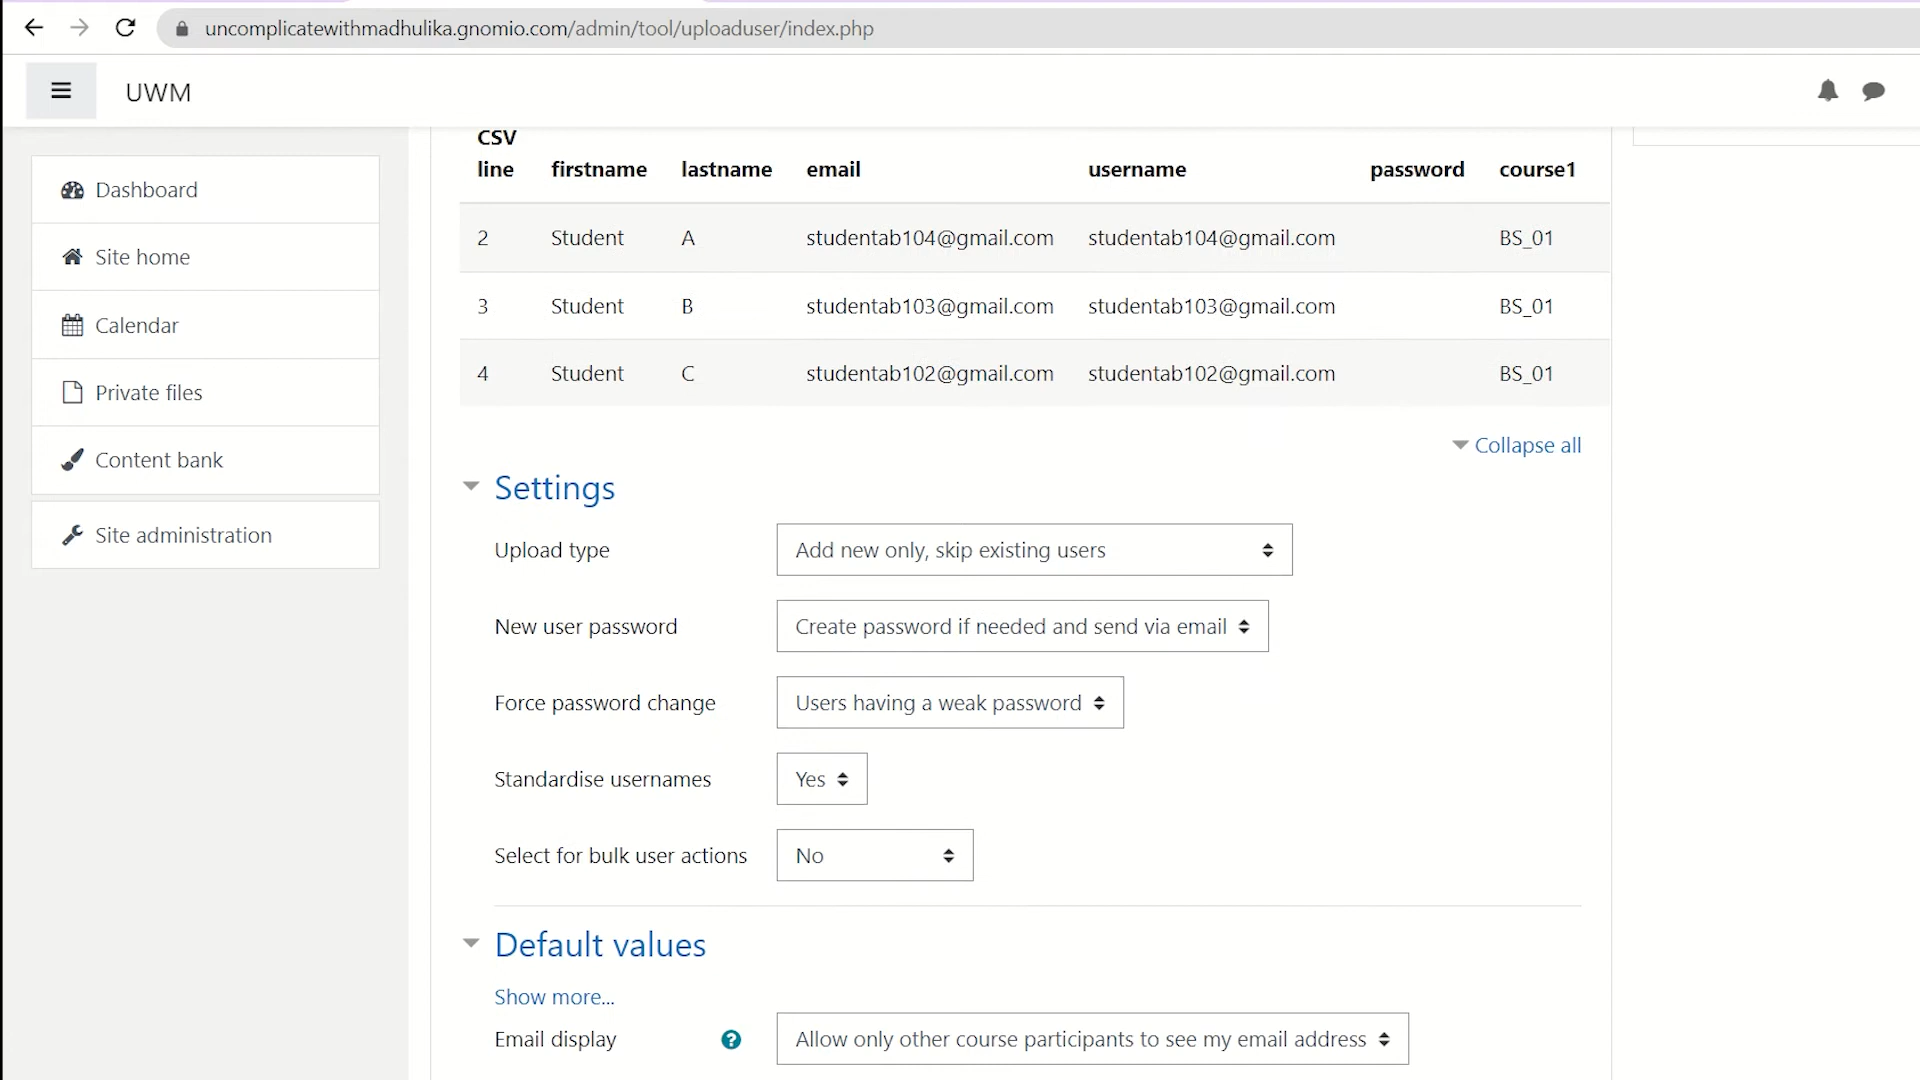 uncomplicatewithmadhulika.gnomio.com/admin/tool/uploaduser/index.php
UWM
Dashboard
Site home
Calendar
Private files
Content bank
Site administration
CSV line firstname lastname email username password course1
2 Student A studentab104@gmail.com studentab104@gmail.com BS_01
3 Student B studentab103@gmail.com studentab103@gmail.com BS_01
4 Student C studentab102@gmail.com studentab102@gmail.com BS_01
Collapse all
Settings
Upload type Add new only, skip existing users
New user password Create password if needed and send via email
Force password change Users having a weak password
Standardise usernames Yes
Select for bulk user actions No
Default values
Show more...
Email display ? Allow only other course participants to see my email address